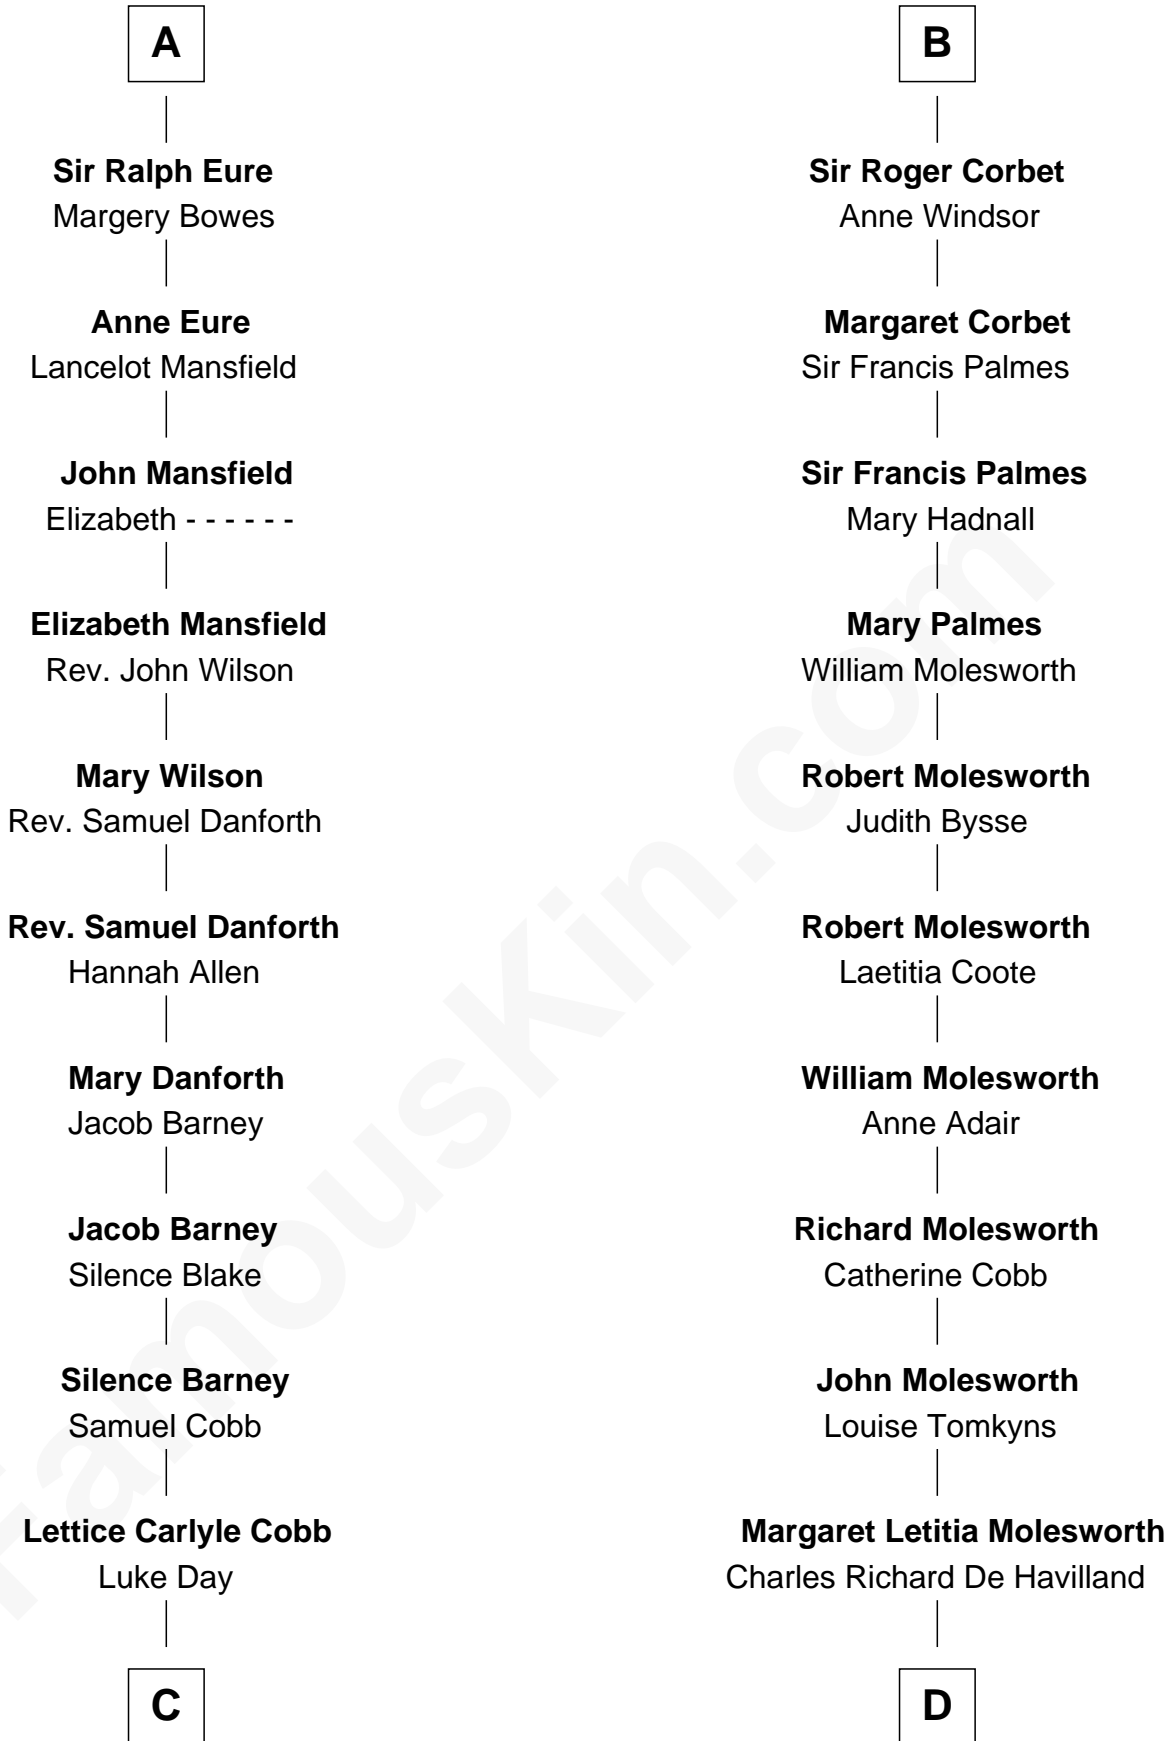 A
Sir Ralph Eure
Margery Bowes
Anne Eure
Lancelot Mansfield
John Mansfield
Elizabeth - - - - - -
Elizabeth Mansfield
Rev. John Wilson
Mary Wilson
Rev. Samuel Danforth
Rev. Samuel Danforth
Hannah Allen
Mary Danforth
Jacob Barney
Jacob Barney
Silence Blake
Silence Barney
Samuel Cobb
Lettice Carlyle Cobb
Luke Day
C
B
Sir Roger Corbet
Anne Windsor
Margaret Corbet
Sir Francis Palmes
Sir Francis Palmes
Mary Hadnall
Mary Palmes
William Molesworth
Robert Molesworth
Judith Bysse
Robert Molesworth
Laetitia Coote
William Molesworth
Anne Adair
Richard Molesworth
Catherine Cobb
John Molesworth
Louise Tomkyns
Margaret Letitia Molesworth
Charles Richard De Havilland
D
FamousKin.com